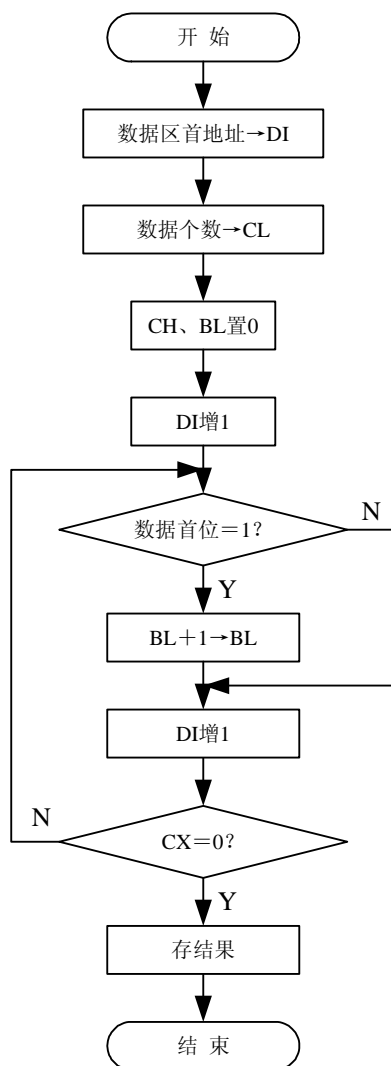 开 始
数据区首地址→DI
数据个数→CL
CH、BL置0
DI增1
数据首位＝1？
N
Y
BL＋1→BL
DI增1
N
CX＝0？
Y
存结果
结 束